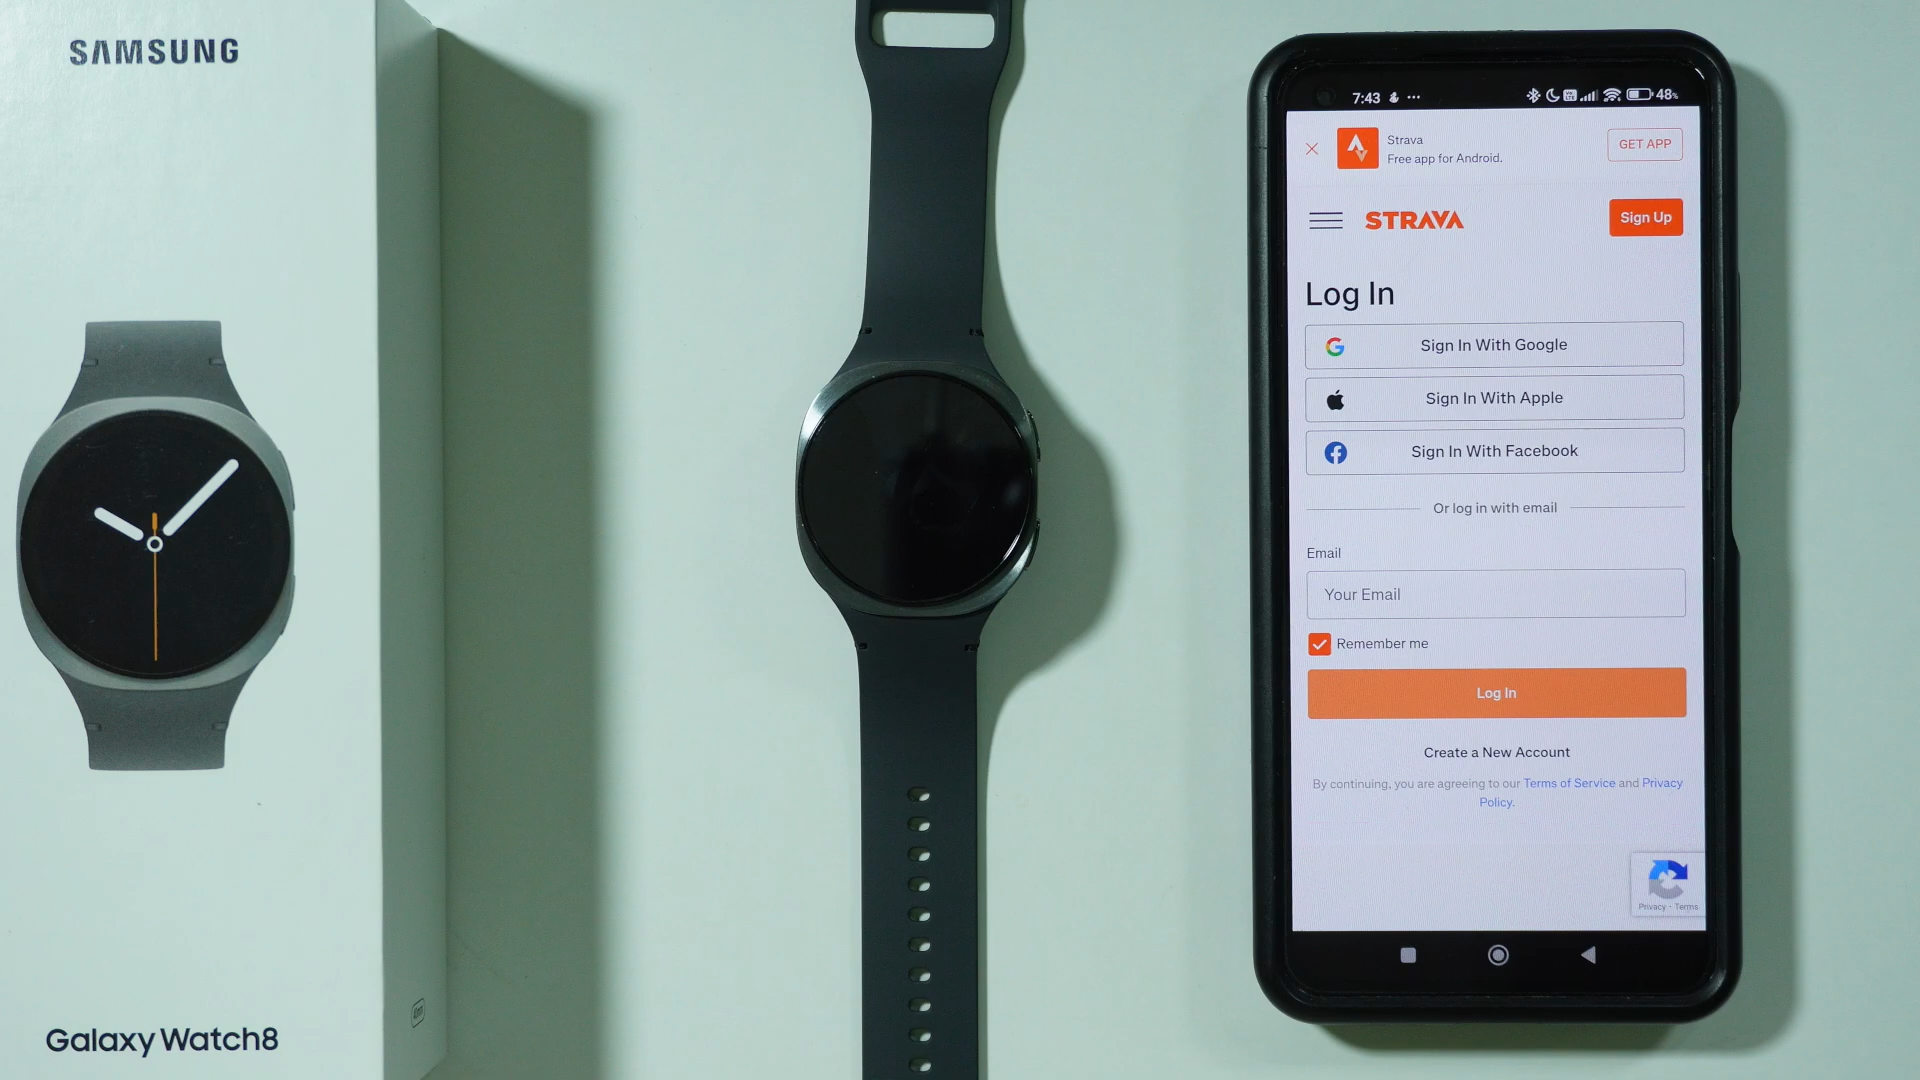 SAMSUNG
Galaxy Watch8
7:43
48%
Strava
Free app for Android.
GET APP
STRAVA
Sign Up
Log In
Sign In With Google
Sign In With Apple
Sign In With Facebook
Or log in with email
Email
Your Email
Remember me
Log In
Create a New Account
By continuing, you are agreeing to our Terms of Service and Privacy
Policy.
Privacy - Terms